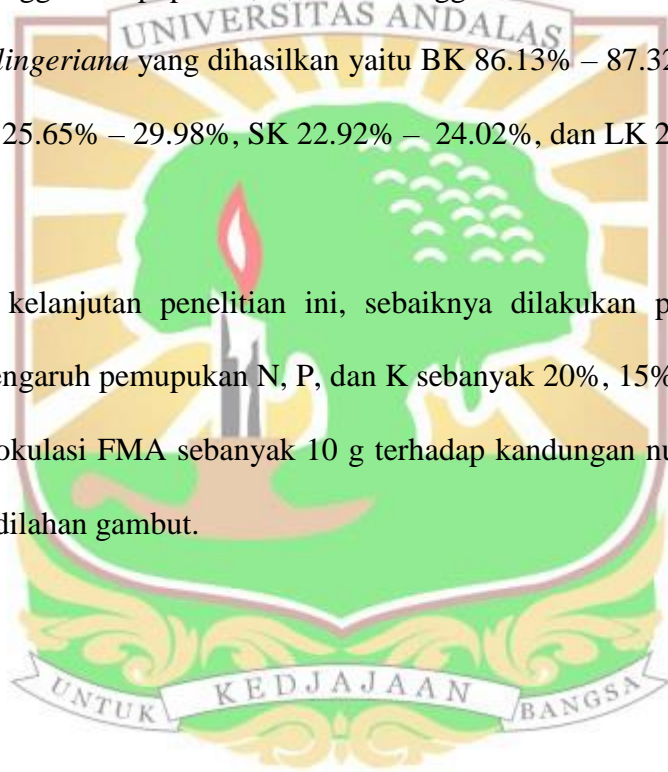 UNIVERSITAS ANDALAS
lingeriana yang dihasilkan yaitu BK 86.13% – 87.32
25.65% – 29.98%, SK 22.92% – 24.02%, dan LK 2
kelanjutan penelitian ini, sebaiknya dilakukan p
engaruh pemupukan N, P, dan K sebanyak 20%, 15%
okulasi FMA sebanyak 10 g terhadap kandungan nu
dilahan gambut.
UNTUK KEDJAJAAN BANGSA